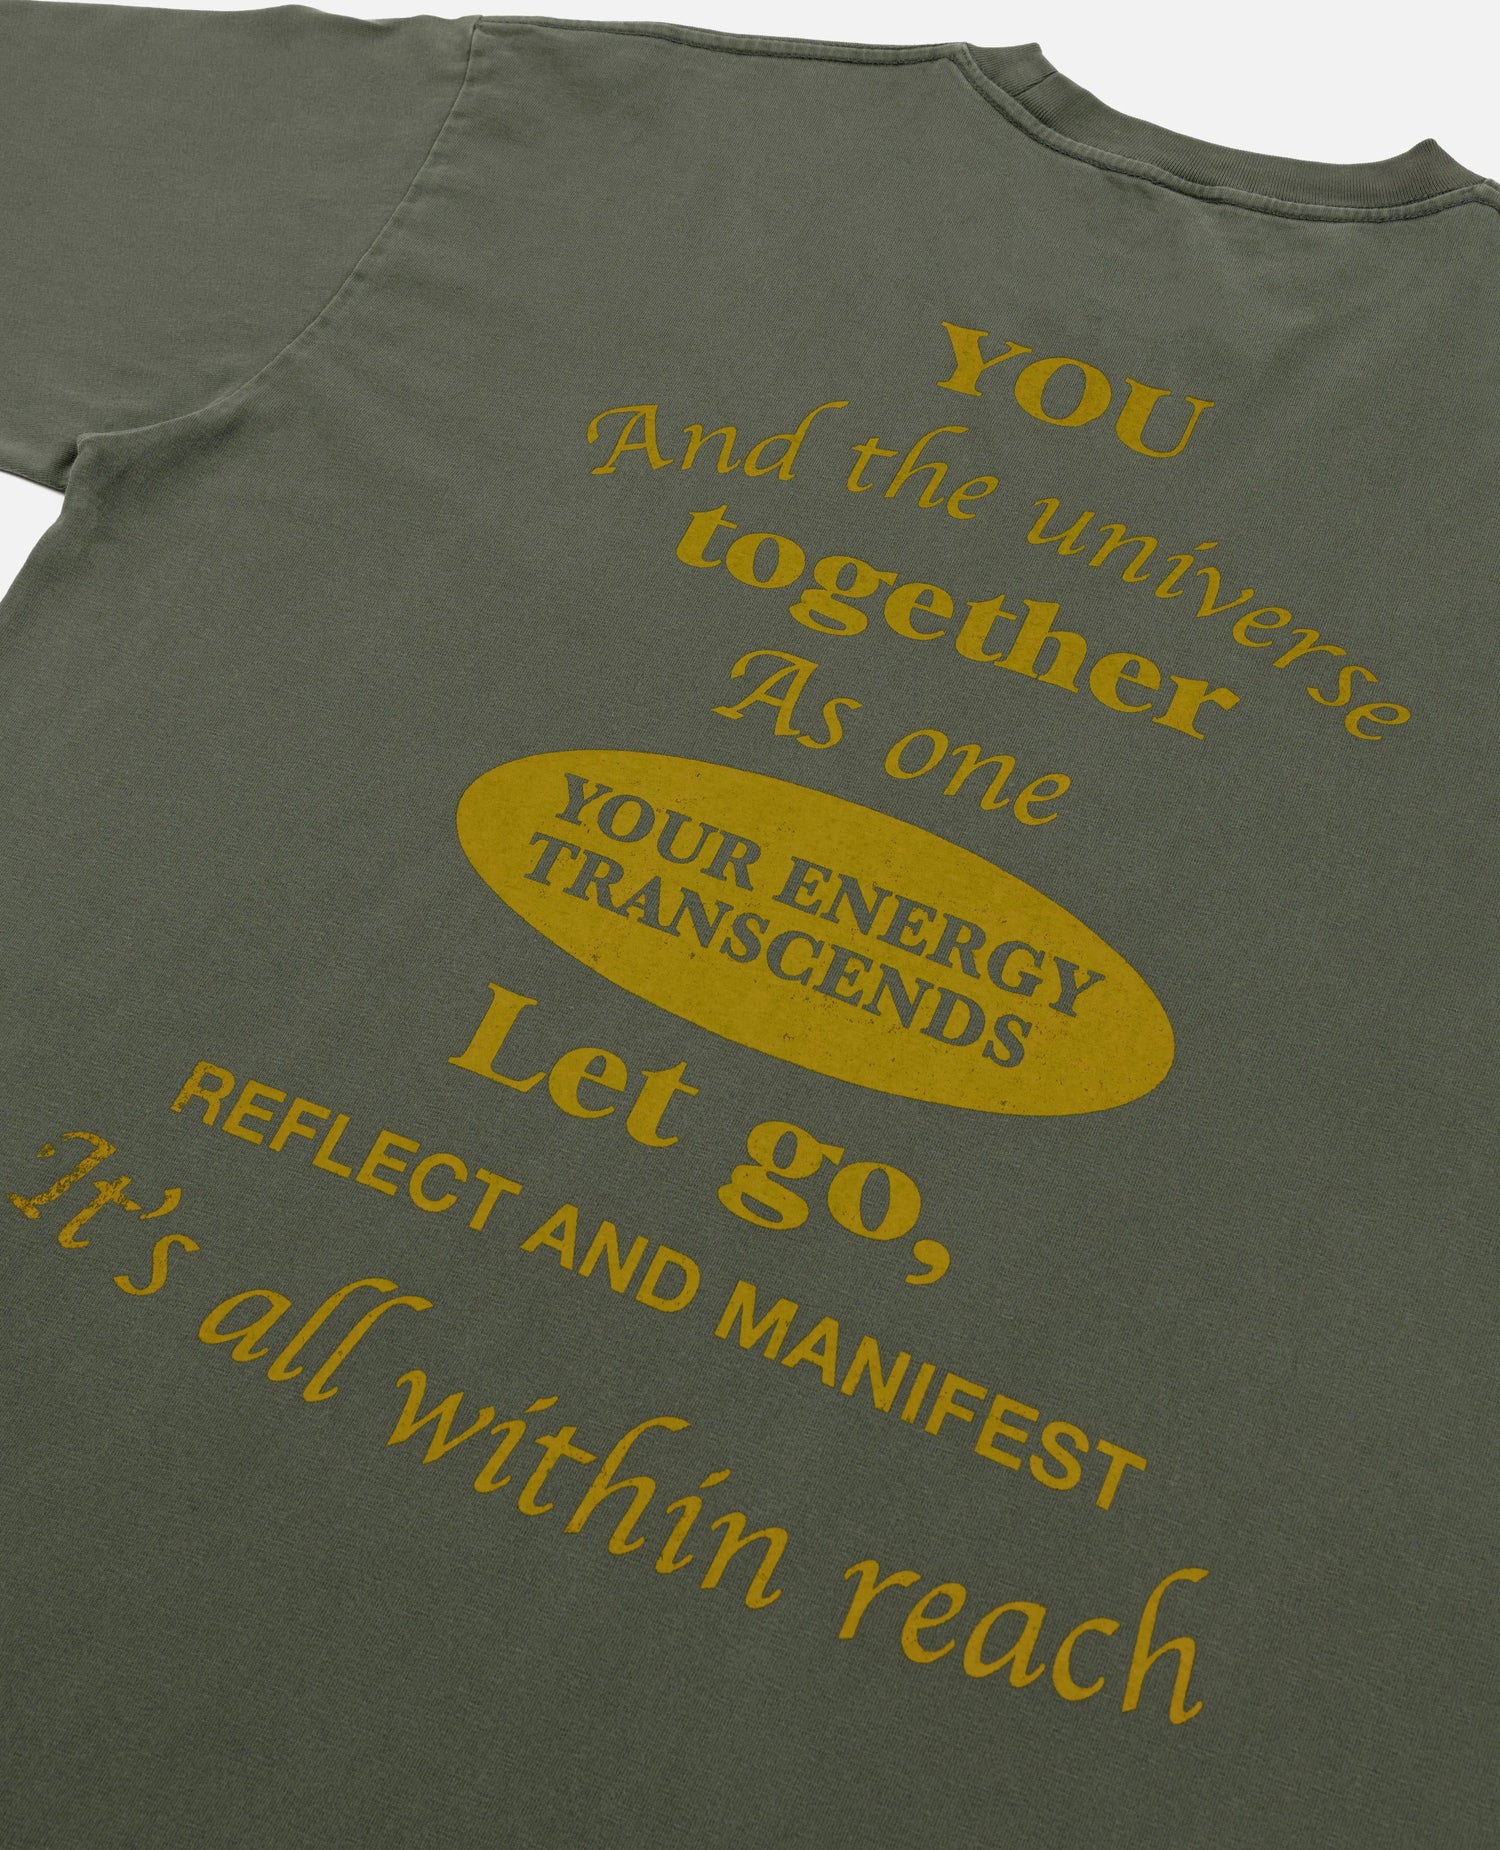 YOU
And the universe
together
As one
YOUR ENERGY
TRANSCENDS
Let go,
REFLECT AND MANIFEST
It's all within reach